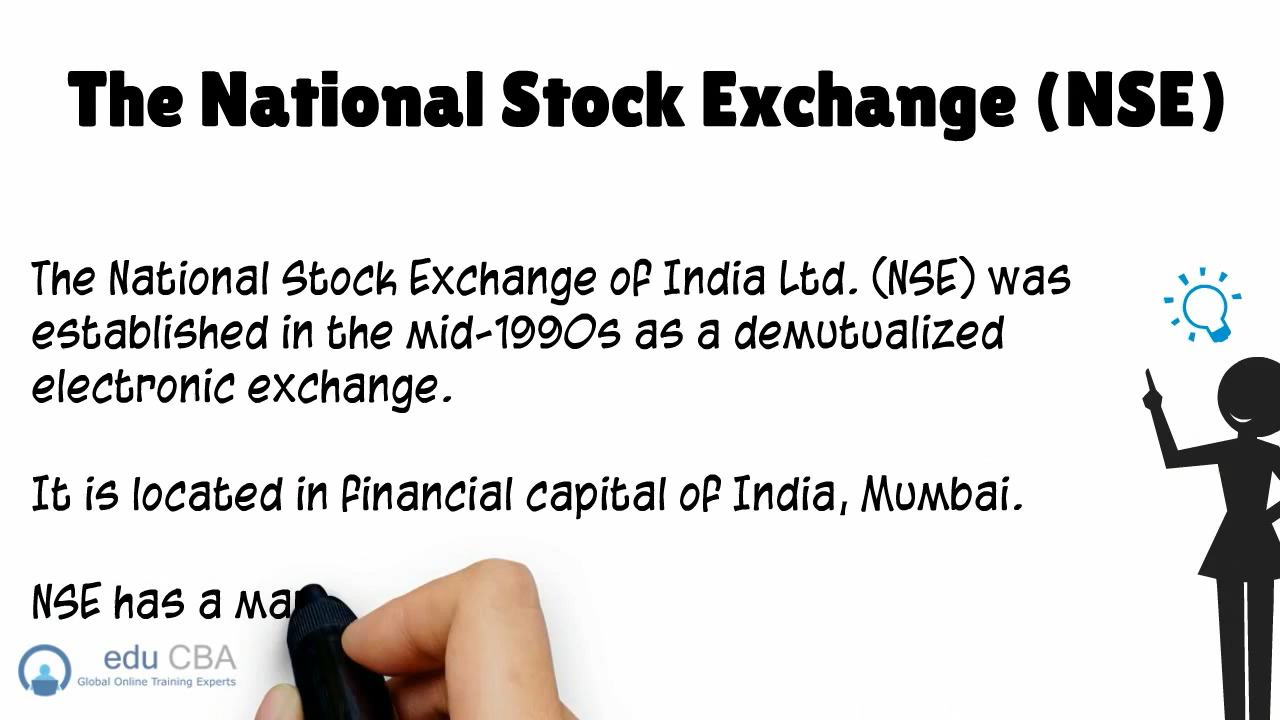 The National Stock Exchange (NSE)
The National Stock Exchange of India Ltd. (NSE) was
established in the mid-1990s as a demutualized
electronic exchange.
It is located in financial capital of India, Mumbai.
NSE has a
edu CBA
Global Online Training Experts